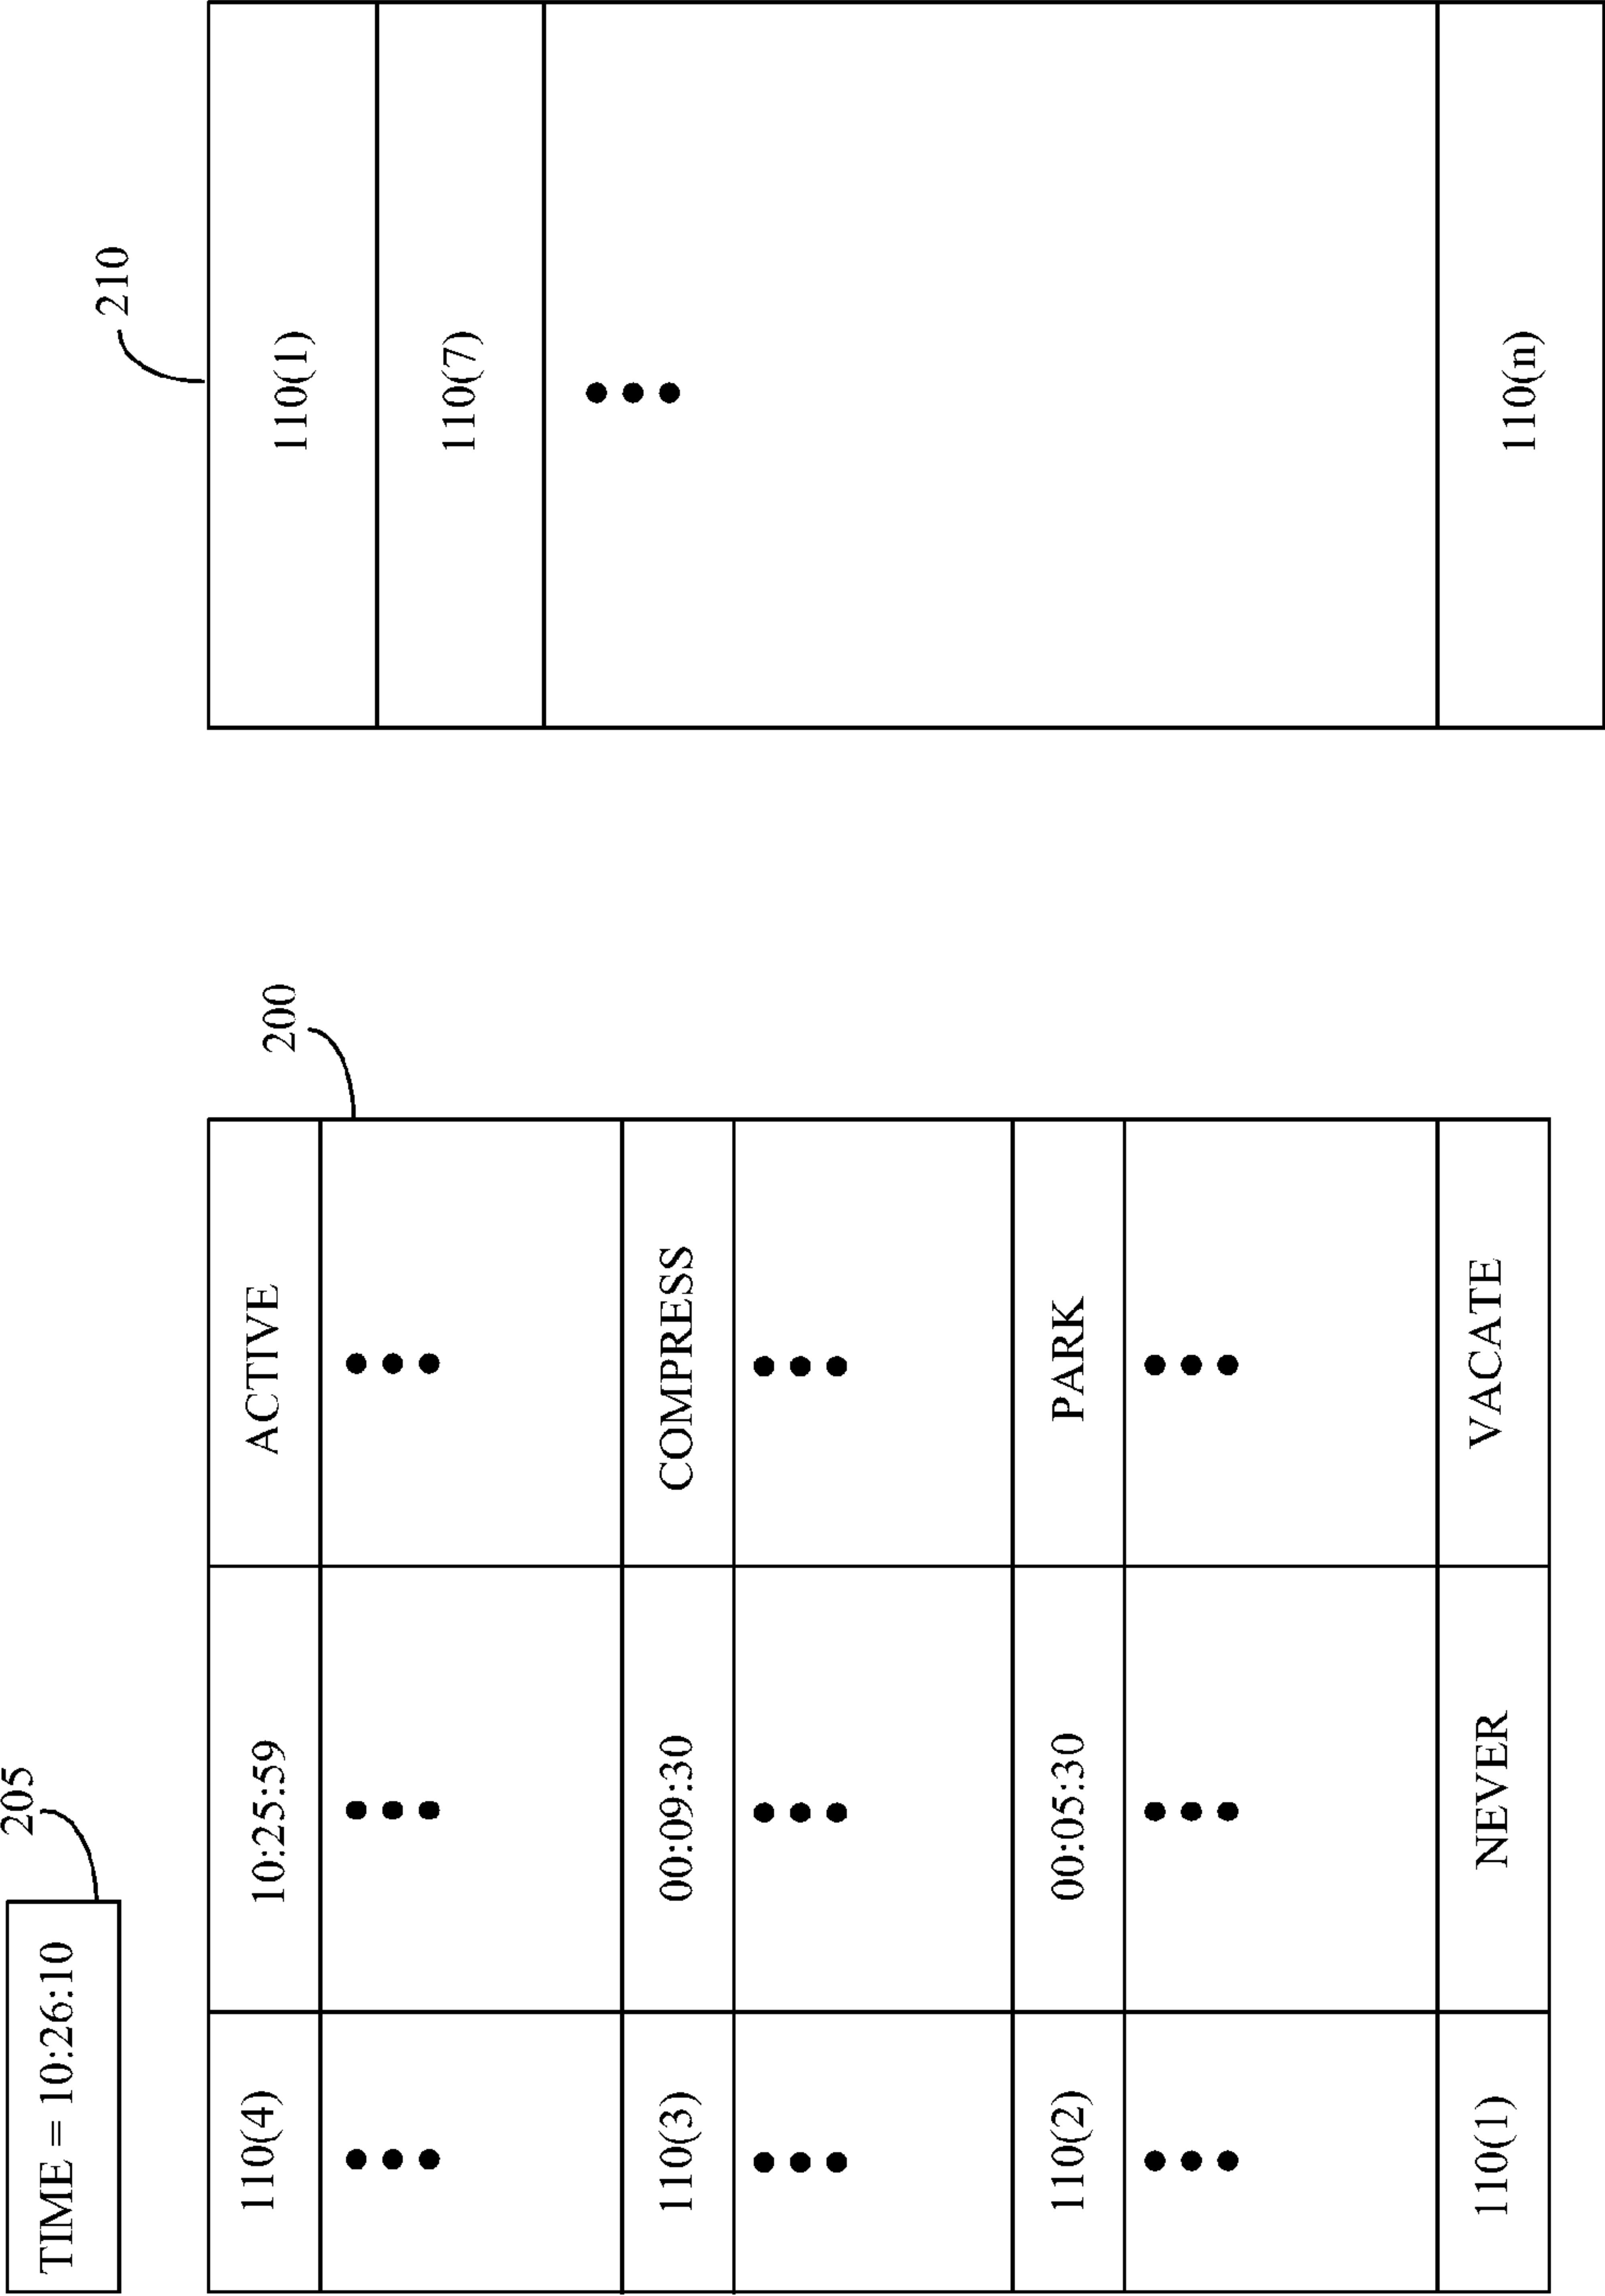 205
TIME = 10:26:10
200
110(4) 10:25:59 ACTIVE
110(3) 00:09:30 COMPRESS
110(2) 00:05:30 PARK
110(1) NEVER VACATE
210
110(1)
110(7)
110(n)